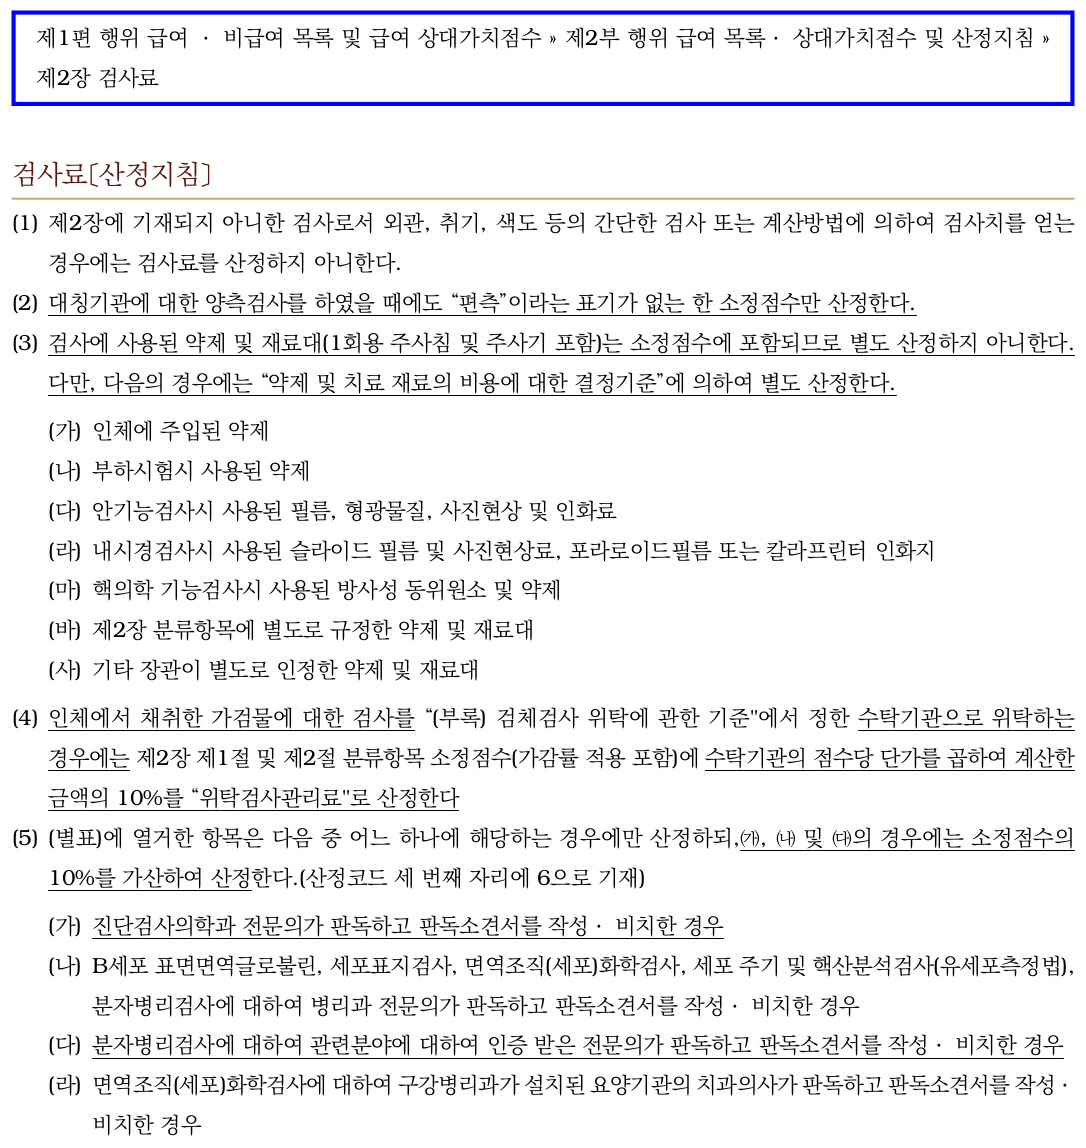 제1편 행위 급여 · 비급여 목록 및 급여 상대가치점수 » 제2부 행위 급여 목록 · 상대가치점수 및 산정지침 »
제2장 검사료
검사료[산정지침]
(1) 제2장에 기재되지 아니한 검사로서 외관, 취기, 색도 등의 간단한 검사 또는 계산방법에 의하여 검사치를 얻는
경우에는 검사료를 산정하지 아니한다.
(2) 대칭기관에 대한 양측검사를 하였을 때에도 “편측”이라는 표기가 없는 한 소정점수만 산정한다.
(3) 검사에 사용된 약제 및 재료대(1회용 주사침 및 주사기 포함)는 소정점수에 포함되므로 별도 산정하지 아니한다.
다만, 다음의 경우에는 “약제 및 치료 재료의 비용에 대한 결정기준”에 의하여 별도 산정한다.
(가) 인체에 주입된 약제
(나) 부하시험시 사용된 약제
(다) 안기능검사시 사용된 필름, 형광물질, 사진현상 및 인화료
(라) 내시경검사시 사용된 슬라이드 필름 및 사진현상료, 포라로이드필름 또는 칼라프린터 인화지
(마) 핵의학 기능검사시 사용된 방사성 동위원소 및 약제
(바) 제2장 분류항목에 별도로 규정한 약제 및 재료대
(사) 기타 장관이 별도로 인정한 약제 및 재료대
(4) 인체에서 채취한 가검물에 대한 검사를 “(부록) 검체검사 위탁에 관한 기준"에서 정한 수탁기관으로 위탁하는
경우에는 제2장 제1절 및 제2절 분류항목 소정점수(가감률 적용 포함)에 수탁기관의 점수당 단가를 곱하여 계산한
금액의 10%를 “위탁검사관리료"로 산정한다
(5) (별표)에 열거한 항목은 다음 중 어느 하나에 해당하는 경우에만 산정하되,㈎, ㈏ 및 ㈐의 경우에는 소정점수의
10%를 가산하여 산정한다.(산정코드 세 번째 자리에 6으로 기재)
(가) 진단검사의학과 전문의가 판독하고 판독소견서를 작성 · 비치한 경우
(나) B세포 표면면역글로불린, 세포표지검사, 면역조직(세포)화학검사, 세포 주기 및 핵산분석검사(유세포측정법),
분자병리검사에 대하여 병리과 전문의가 판독하고 판독소견서를 작성 · 비치한 경우
(다) 분자병리검사에 대하여 관련분야에 대하여 인증 받은 전문의가 판독하고 판독소견서를 작성 · 비치한 경우
(라) 면역조직(세포)화학검사에 대하여 구강병리과가 설치된 요양기관의 치과의사가 판독하고 판독소견서를 작성 ·
비치한 경우